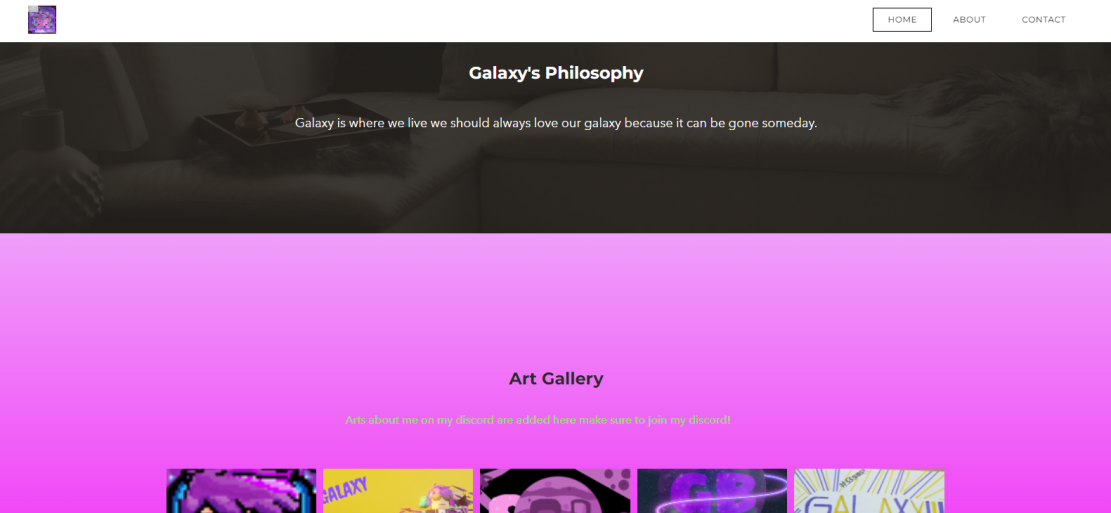 HOME
ABOUT
CONTACT
Galaxy's Philosophy
Galaxy is where we live we should always love our galaxy because it can be gone someday.
Art Gallery
Arts about me on my discord are added here make sure to join my discord!
GALAXY
GB
GALAXY